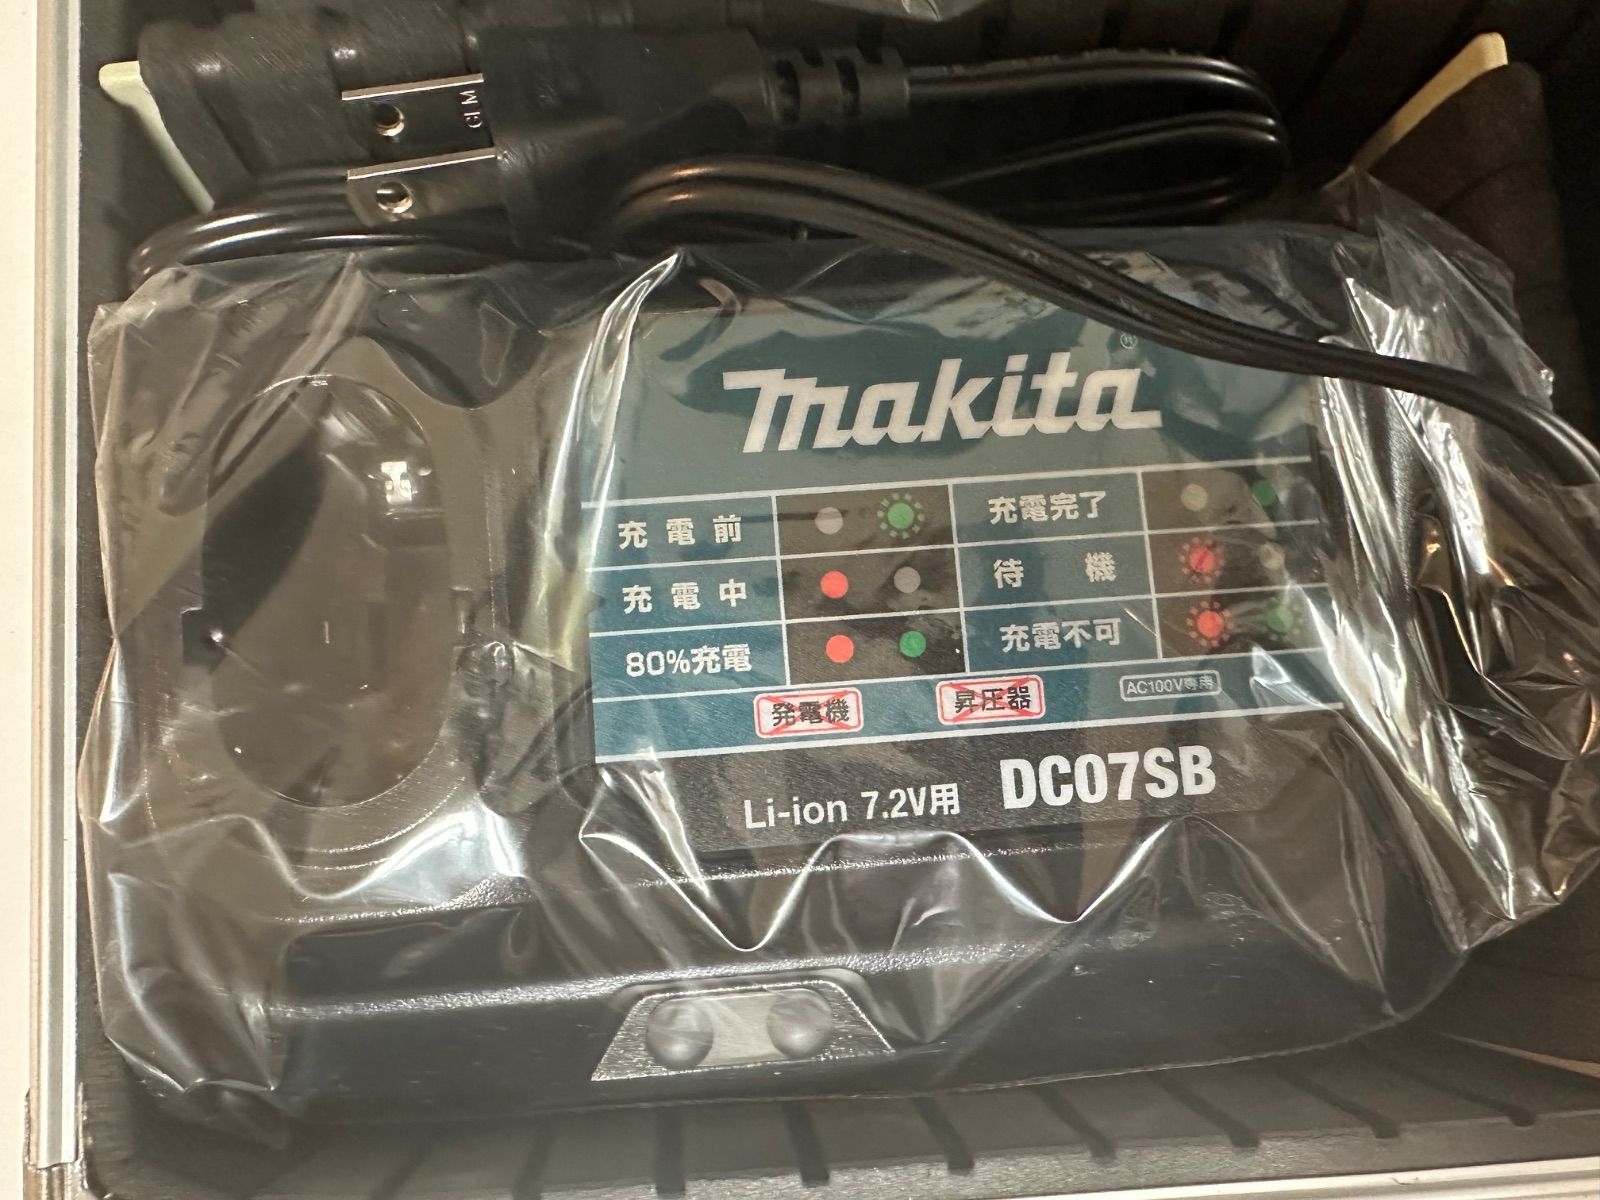 makita®
充電前
充電完了
充電中
待機
80%充電
充電不可
発電機
昇圧器
AC100V専用
Li-ion 7.2V用
DC07SB